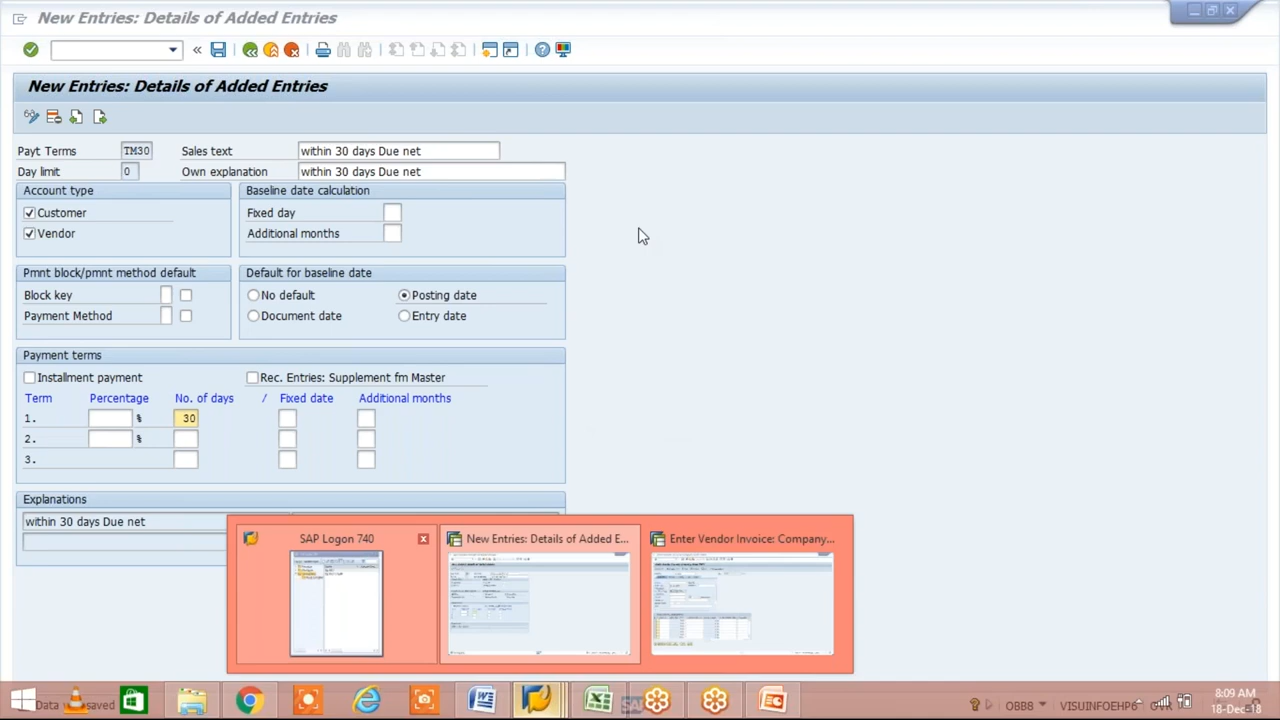 New Entries: Details of Added Entries
New Entries: Details of Added Entries
Payt Terms TM30 Sales text within 30 days Due net
Day limit 0 Own explanation within 30 days Due net
Account type Baseline date calculation
Customer Fixed day
Vendor Additional months
Pmnt block/pmnt method default Default for baseline date
Block key No default Posting date
Payment Method Document date Entry date
Payment terms
Installment payment Rec. Entries: Supplement fm Master
Term Percentage No. of days / Fixed date Additional months
1. % 30
2. %
3.
Explanations
within 30 days Due net
SAP Logon 740 New Entries: Details of Added E... Enter Vendor Invoice: Company...
Data saved OBB8 VISUINFOEHP6 8:09 AM
18-Dec-18